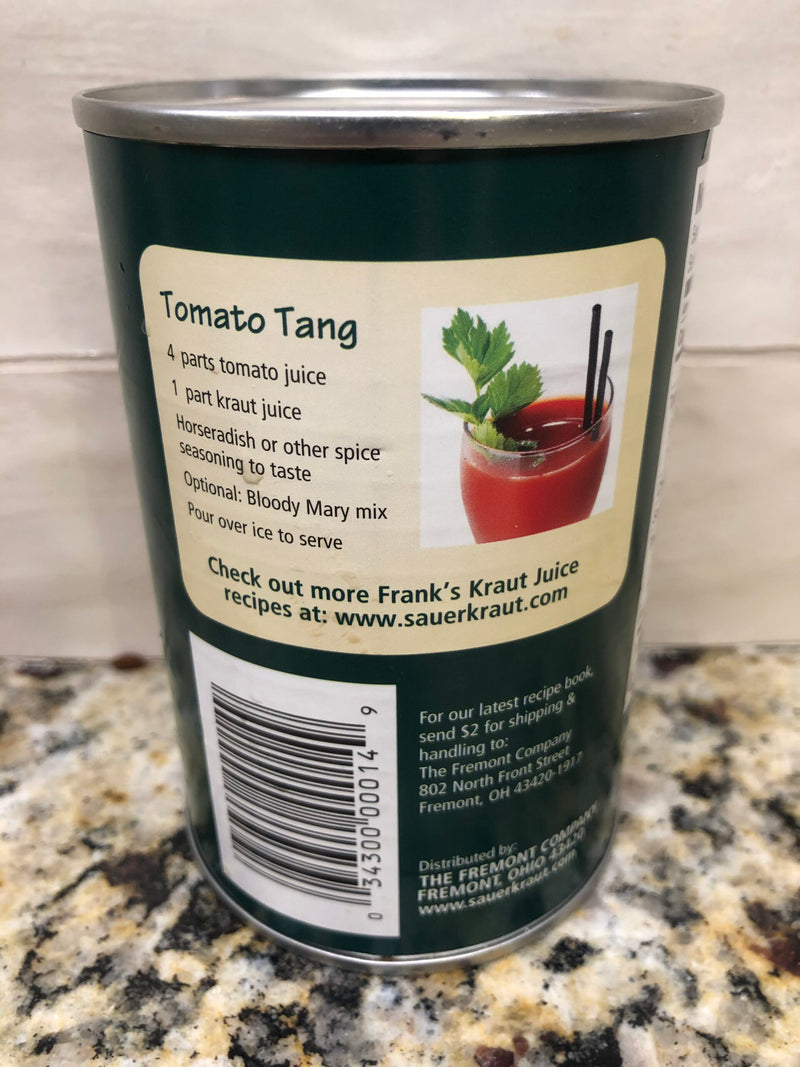 Tomato Tang
4 parts tomato juice
1 part kraut juice
Horseradish or other spice
seasoning to taste
Optional: Bloody Mary mix
Pour over ice to serve
Check out more Frank's Kraut Juice
recipes at: www.sauerkraut.com
For our latest recipe book,
send $2 for shipping &
handling to:
The Fremont Company
802 North Front Street
Fremont, OH 43420-1917
Distributed by:
THE FREMONT COMPANY,
FREMONT, OHIO 43420
www.sauerkraut.com
0 34300 00014 9